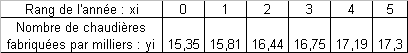 Rang de l'année : xi 0 1 2 3 4 5
Nombre de chaudières
fabriquées par milliers : yi 15,35 15,81 16,44 16,75 17,19 17,3